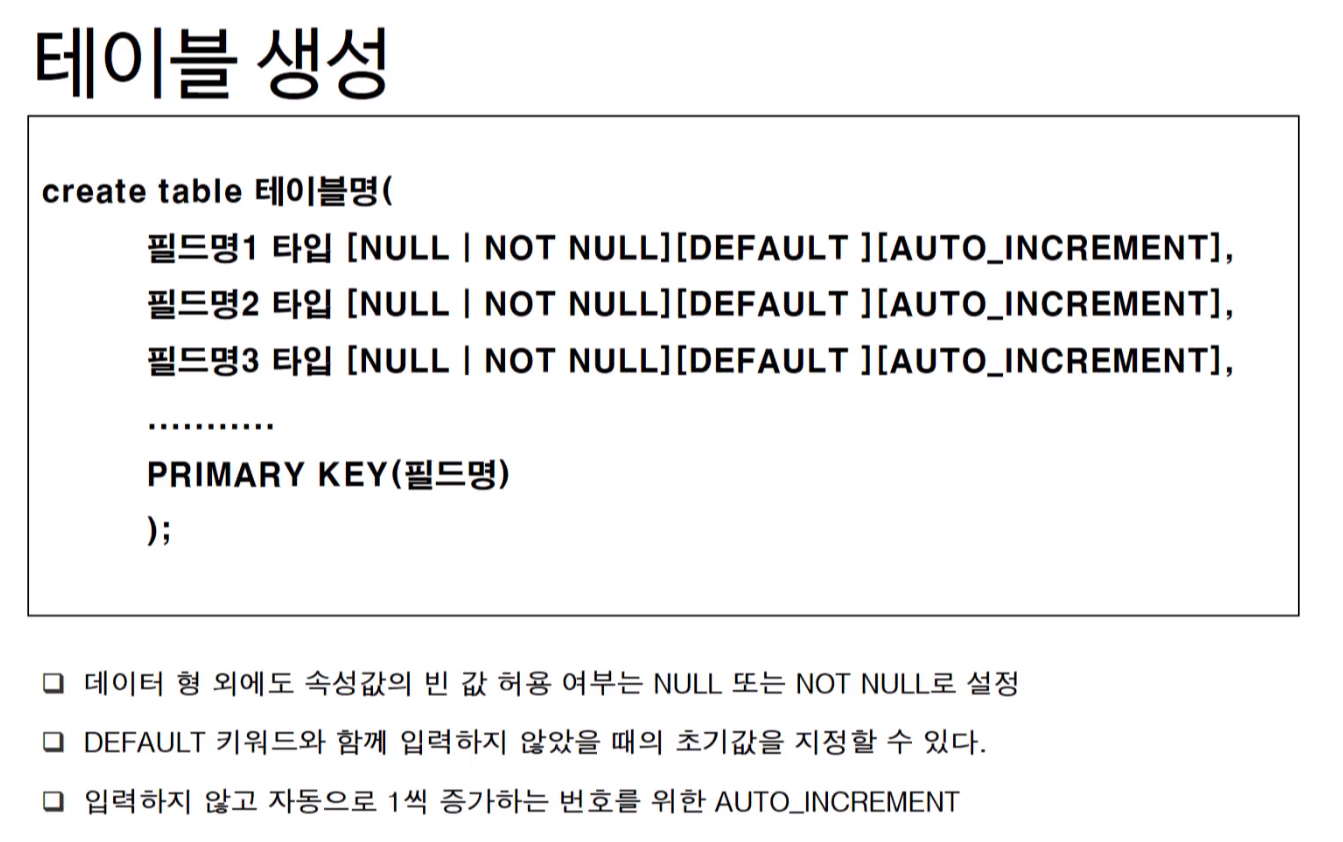 테이블 생성
create table 테이블명(
필드명1 타입 [NULL | NOT NULL][DEFAULT ][AUTO_INCREMENT],
필드명2 타입 [NULL | NOT NULL][DEFAULT ][AUTO_INCREMENT],
필드명3 타입 [NULL | NOT NULL][DEFAULT ][AUTO_INCREMENT],
...........
PRIMARY KEY(필드명)
);
❑ 데이터 형 외에도 속성값의 빈 값 허용 여부는 NULL 또는 NOT NULL로 설정
❑ DEFAULT 키워드와 함께 입력하지 않았을 때의 초기값을 지정할 수 있다.
❑ 입력하지 않고 자동으로 1씩 증가하는 번호를 위한 AUTO_INCREMENT